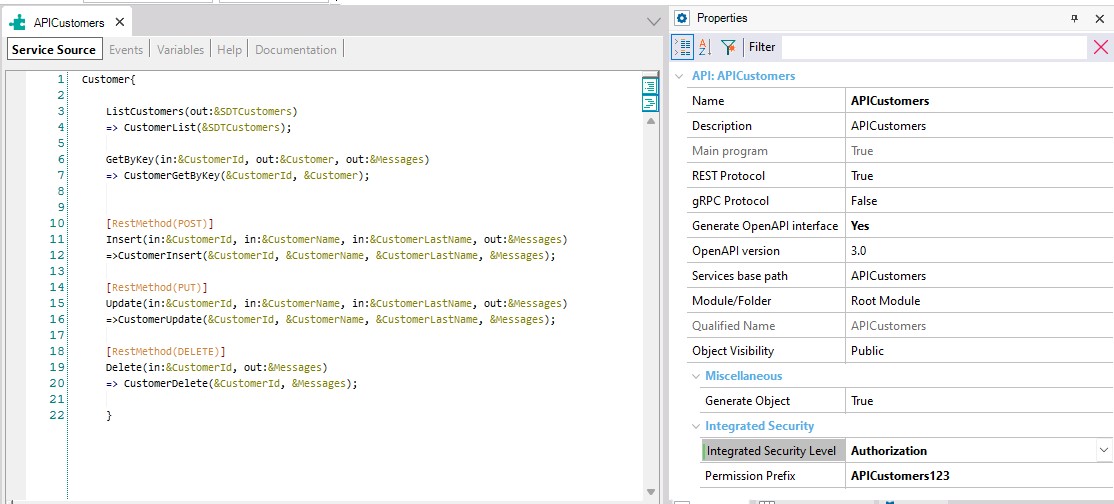 APICustomers
Service Source Events Variables Help Documentation
1 Customer{
2
3 ListCustomers(out:&SDTCustomers)
4 => CustomerList(&SDTCustomers);
5
6 GetByKey(in:&CustomerId, out:&Customer, out:&Messages)
7 => CustomerGetByKey(&CustomerId, &Customer);
8
9
10 [RestMethod(POST)]
11 Insert(in:&CustomerId, in:&CustomerName, in:&CustomerLastName, out:&Messages)
12 =>CustomerInsert(&CustomerId, &CustomerName, &CustomerLastName, &Messages);
13
14 [RestMethod(PUT)]
15 Update(in:&CustomerId, in:&CustomerName, in:&CustomerLastName, out:&Messages)
16 =>CustomerUpdate(&CustomerId, &CustomerName, &CustomerLastName, &Messages);
17
18 [RestMethod(DELETE)]
19 Delete(in:&CustomerId, out:&Messages)
20 => CustomerDelete(&CustomerId, &Messages);
21
22 }
Properties
Filter
API: APICustomers
Name APICustomers
Description APICustomers
Main program True
REST Protocol True
gRPC Protocol False
Generate OpenAPI interface Yes
OpenAPI version 3.0
Services base path APICustomers
Module/Folder Root Module
Qualified Name APICustomers
Object Visibility Public
Miscellaneous
Generate Object True
Integrated Security
Integrated Security Level Authorization
Permission Prefix APICustomers123